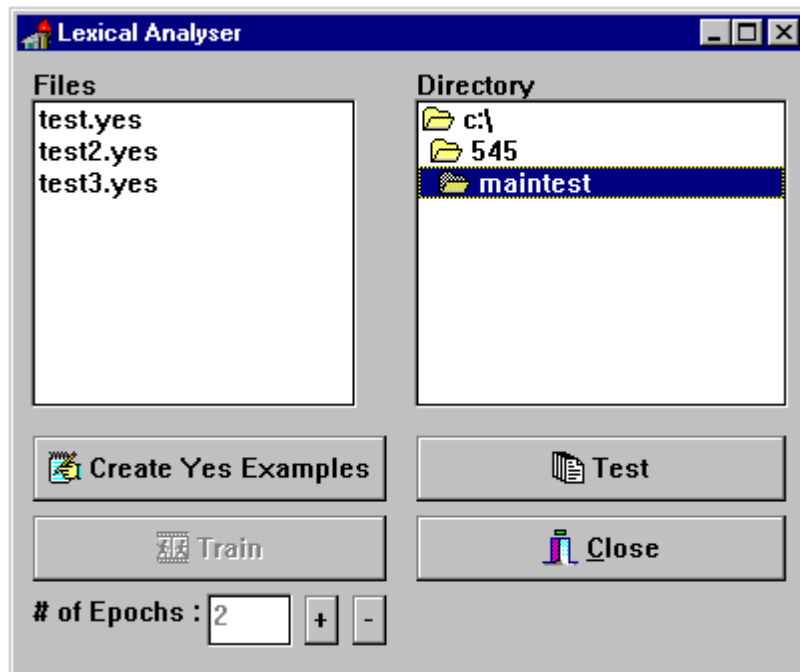 Lexical Analyser
Files
test.yes
test2.yes
test3.yes
Directory
c:\
545
maintest
Create Yes Examples
Test
Train
Close
# of Epochs : 2 + -